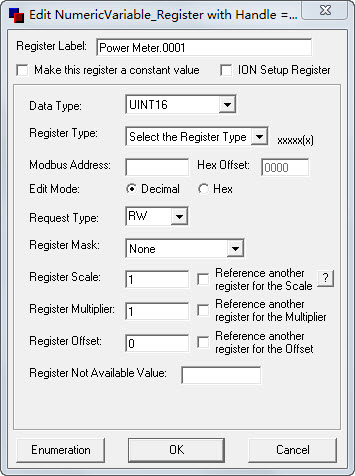 Edit NumericVariable_Register with Handle =...
Register Label: Power Meter.0001
Make this register a constant value ION Setup Register
Data Type: UINT16
Register Type: Select the Register Type xxxxx(x)
Modbus Address: Hex Offset: 0000
Edit Mode: Decimal Hex
Request Type: RW
Register Mask: None
Register Scale: 1 Reference another register for the Scale ?
Register Multiplier: 1 Reference another register for the Multiplier
Register Offset: 0 Reference another register for the Offset
Register Not Available Value:
Enumeration OK Cancel